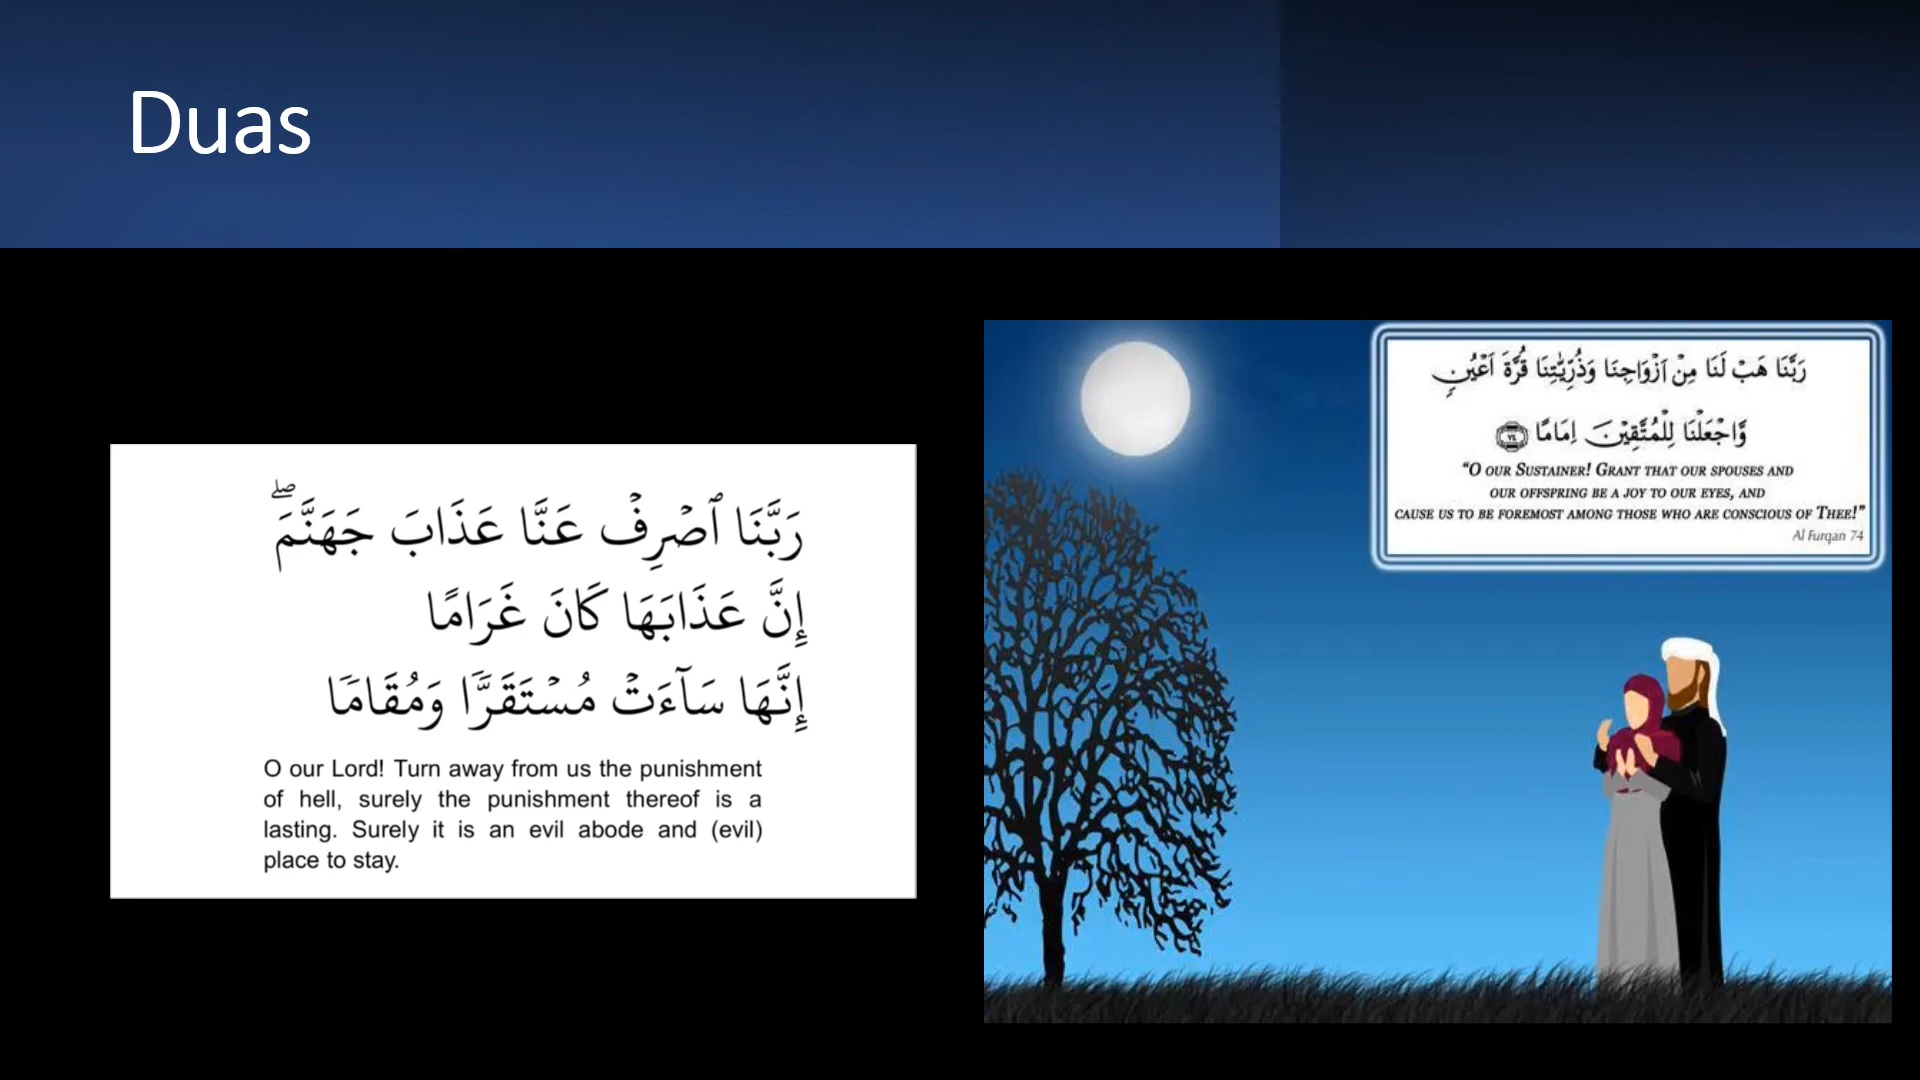 Duas
رَبَّنَا ٱصۡرِفۡ عَنَّا عَذَابَ جَهَنَّمَۖ
إِنَّ عَذَابَهَا كَانَ غَرَامًا
إِنَّهَا سَآءَتۡ مُسۡتَقَرّٗا وَمُقَامٗا
O our Lord! Turn away from us the punishment
of hell, surely the punishment thereof is a
lasting. Surely it is an evil abode and (evil)
place to stay.
رَبَّنَا هَبْ لَنَا مِنْ اَزْوَاجِنَا وَذُرِّيّٰتِنَا قُرَّةَ اَعْيُنٍ
وَّاجْعَلْنَا لِلْمُتَّقِيْنَ اِمَامًا ﴿٧٤﴾
"O our Sustainer! Grant that our spouses and
our offspring be a joy to our eyes, and
cause us to be foremost among those who are conscious of Thee!"
Al Furqan 74